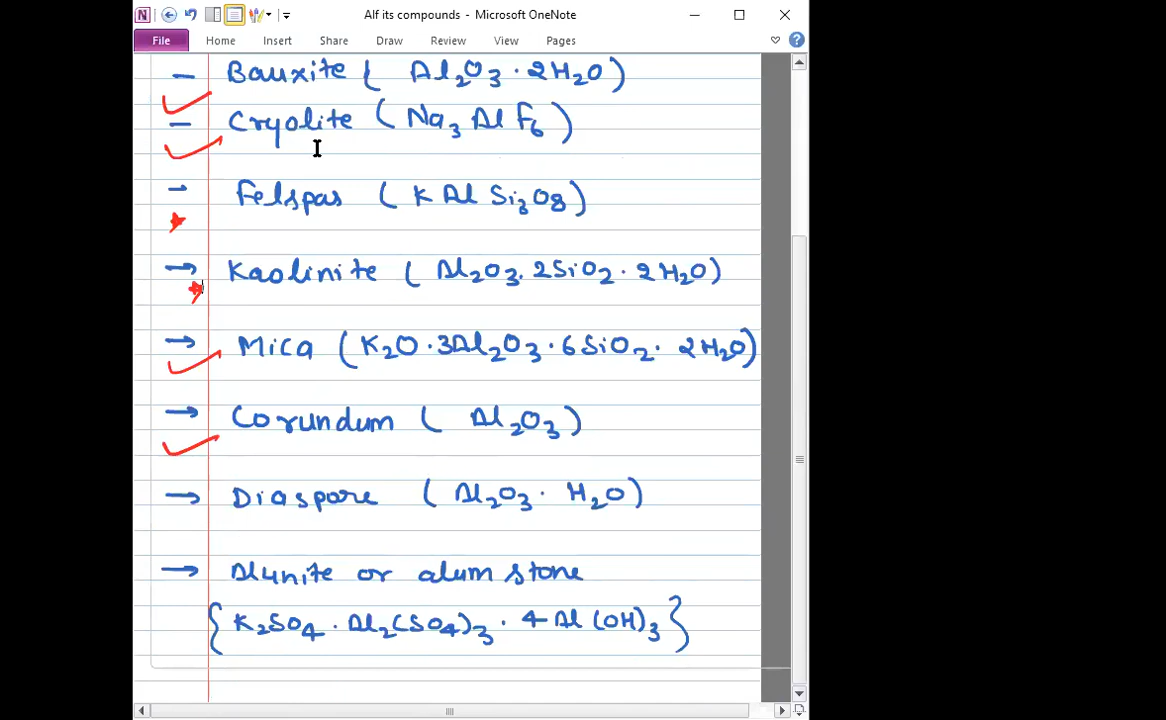 Alf its compounds - Microsoft OneNote
File Home Insert Share Draw Review View Pages
– Bauxite ( Al₂O₃ · 2H₂O )
– Cryolite ( Na₃ Al F₆ )
→ Felspar ( K Al Si₃ O₈ )
→ Kaolinite ( Al₂O₃ · 2SiO₂ · 2H₂O )
→ Mica ( K₂O · 3Al₂O₃ · 6SiO₂ · 2H₂O )
→ Corundum ( Al₂O₃ )
→ Diaspore ( Al₂O₃ · H₂O )
→ Alunite or alum stone
{ K₂SO₄ · Al₂(SO₄)₃ · 4 Al (OH)₃ }